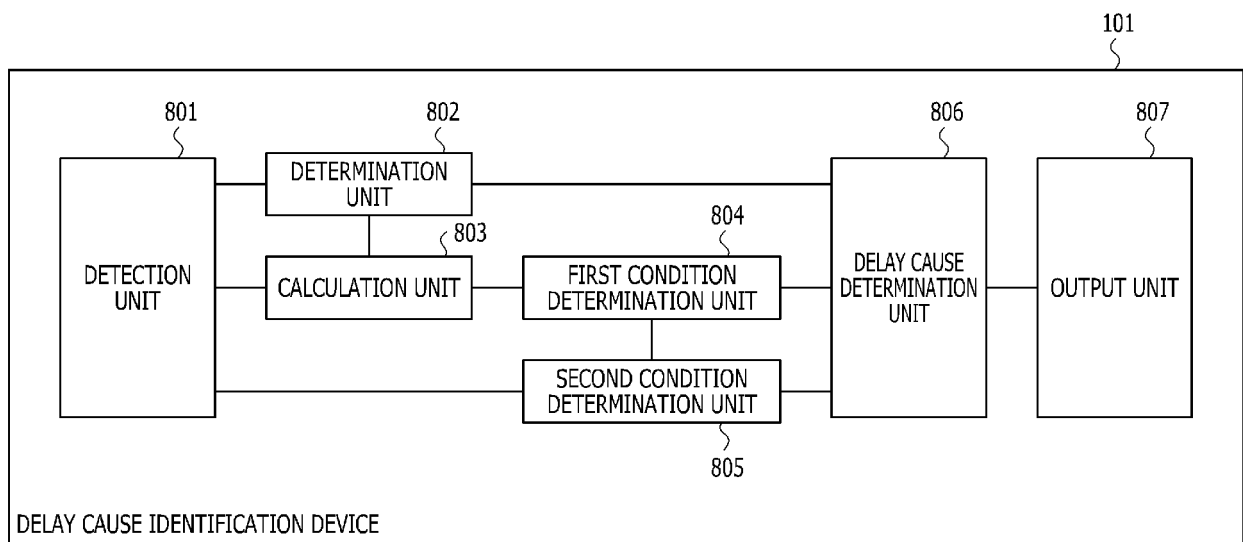 101
801
802
806
807
DETERMINATION
UNIT
803
804
DETECTION
UNIT
CALCULATION UNIT
FIRST CONDITION
DETERMINATION UNIT
DELAY CAUSE
DETERMINATION
UNIT
OUTPUT UNIT
SECOND CONDITION
DETERMINATION UNIT
805
DELAY CAUSE IDENTIFICATION DEVICE